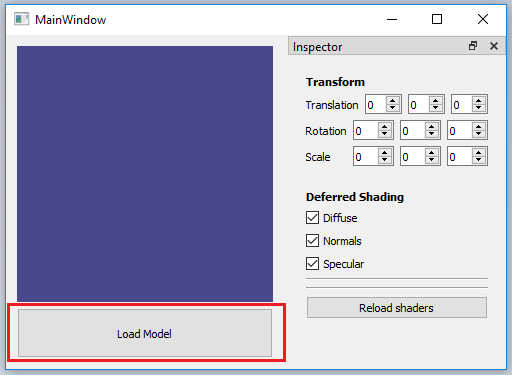 MainWindow
Inspector
Transform
Translation 0 0 0
Rotation 0 0 0
Scale 0 0 0
Deferred Shading
Diffuse
Normals
Specular
Reload shaders
Load Model